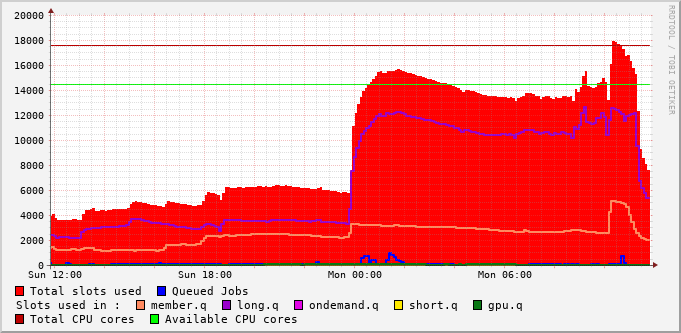 20000
18000
16000
14000
12000
10000
8000
6000
4000
2000
0
Sun 12:00 Sun 18:00 Mon 00:00 Mon 06:00
Total slots used Queued Jobs
Slots used in : member.q long.q ondemand.q short.q gpu.q
Total CPU cores Available CPU cores
RRDTOOL / TOBI OETIKER